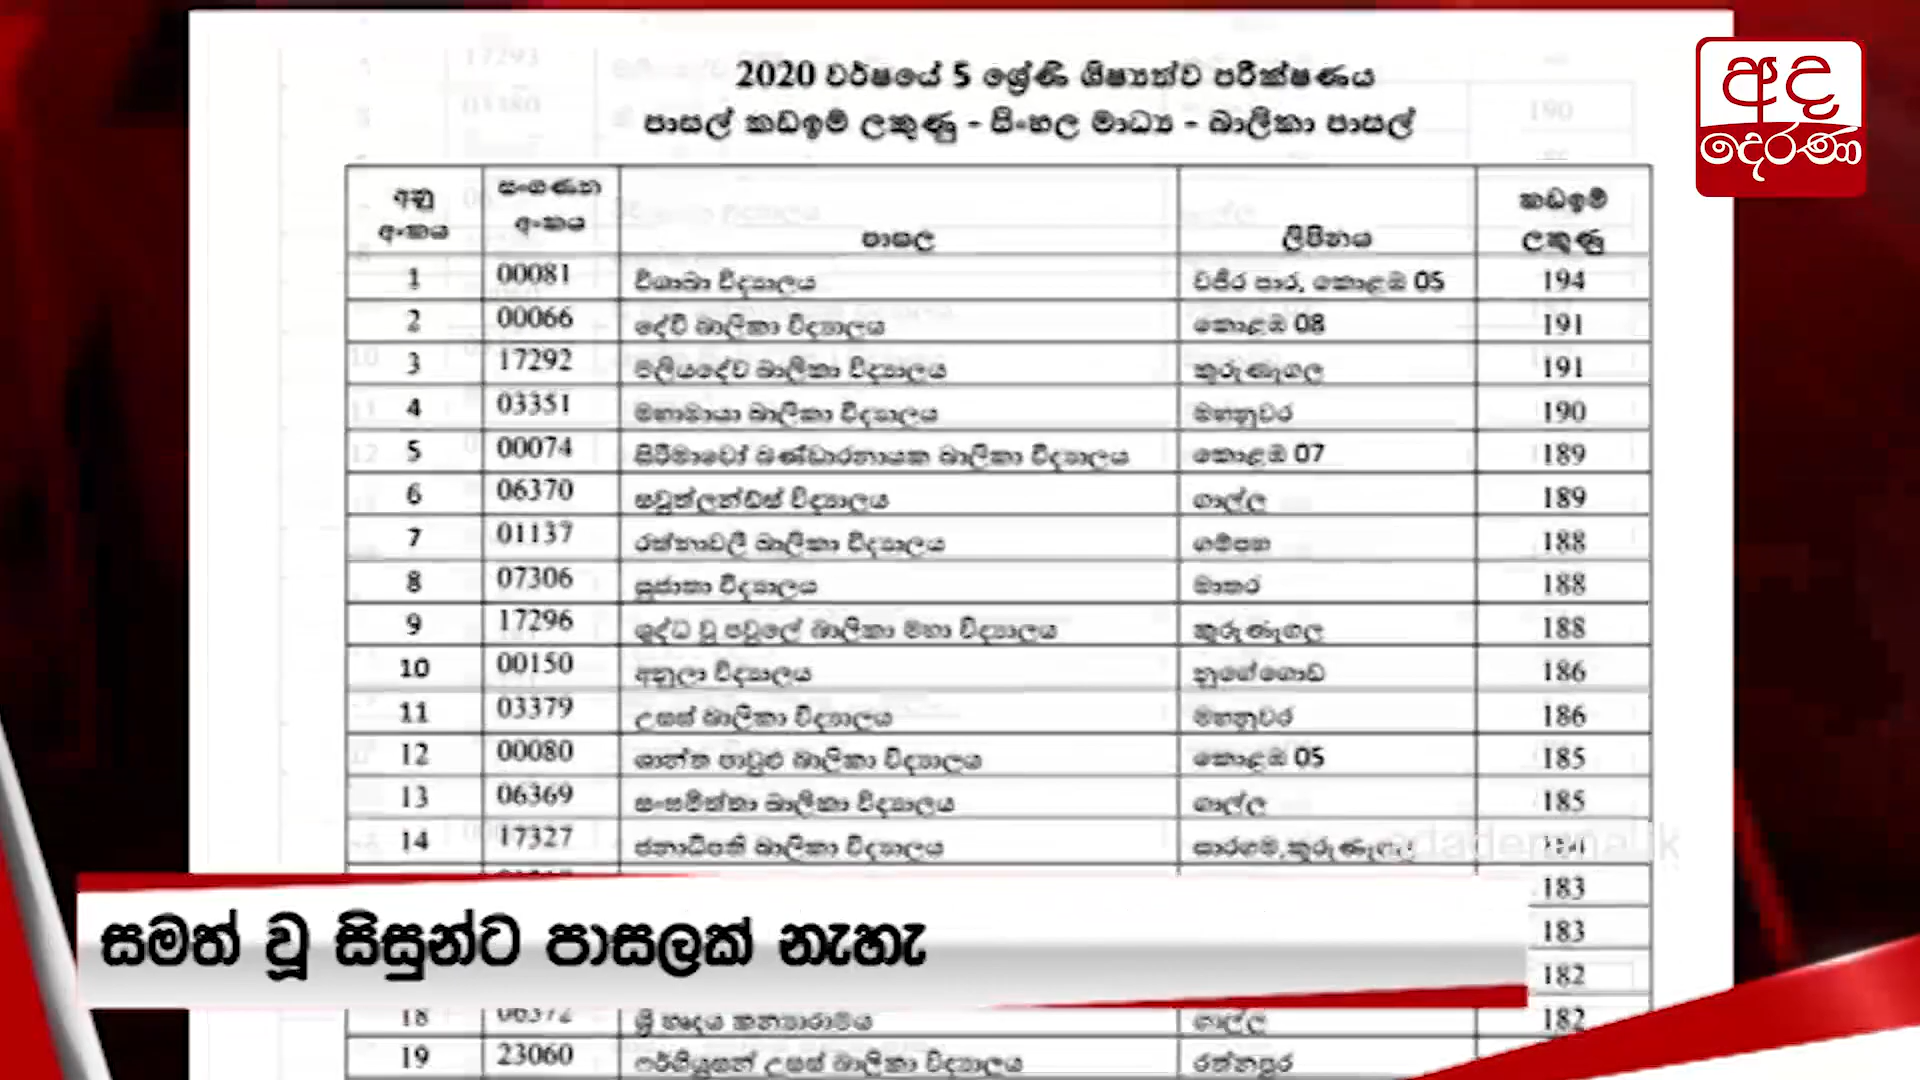 2020 වර්ෂයේ 5 ශ්‍රේණි ශිෂ්‍යත්ව පරීක්ෂණය
පාසල් කඩඉම් ලකුණු - සිංහල මාධ්‍ය - බාලිකා පාසල්
අද
දෙරණ
අනු අංකය සංගණන අංකය පාසල ලිපිනය කඩඉම් ලකුණු
1 00081 විශාඛා විද්‍යාලය වජිර පාර, කොළඹ 05 194
2 00066 දේවී බාලිකා විද්‍යාලය කොළඹ 08 191
3 17292 මලියදේව බාලිකා විද්‍යාලය කුරුණෑගල 191
4 03351 මහාමායා බාලිකා විද්‍යාලය මහනුවර 190
5 00074 සිරිමාවෝ බණ්ඩාරනායක බාලිකා විද්‍යාලය කොළඹ 07 189
6 06370 සවුත්ලන්ඩ්ස් විද්‍යාලය ගාල්ල 189
7 01137 රත්නාවලී බාලිකා විද්‍යාලය ගම්පහ 188
8 07306 සුජාතා විද්‍යාලය මාතර 188
9 17296 ශුද්ධ වූ පවුලේ බාලිකා මහා විද්‍යාලය කුරුණෑගල 188
10 00150 අනුලා විද්‍යාලය නුගේගොඩ 186
11 03379 උසස් බාලිකා විද්‍යාලය මහනුවර 186
12 00080 ශාන්ත පාවුළු බාලිකා විද්‍යාලය කොළඹ 05 185
13 06369 සංඝමිත්තා බාලිකා විද්‍යාලය ගාල්ල 185
14 17327 ජනාධිපති බාලිකා විද්‍යාලය සාරගම,කුරුණෑගල
183
183
182
සමත් වූ සිසුන්ට පාසලක් නැහැ
18 06372 ශ්‍රී හෘදය කන්‍යාරාමය ගාල්ල 182
19 23060 ෆර්ගියුසන් උසස් බාලිකා විද්‍යාලය රත්නපුර